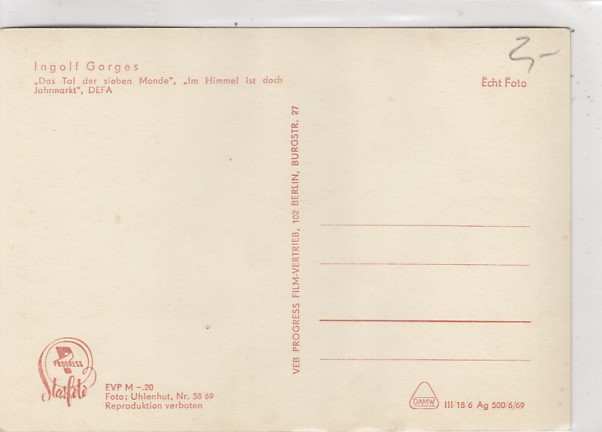 Ingolf Gorges
„Das Tal der sieben Monde", „Im Himmel ist doch
Jahrmarkt", DEFA
Echt Foto
VEB PROGRESS FILM-VERTRIEB, 102 BERLIN, BURGSTR. 27
PROGRESS
Starfoto
EVP M –.20
Foto: Uhlenhut, Nr. 58 69
Reproduktion verboten
DAMW
III/18/6 Ag 500/6/69